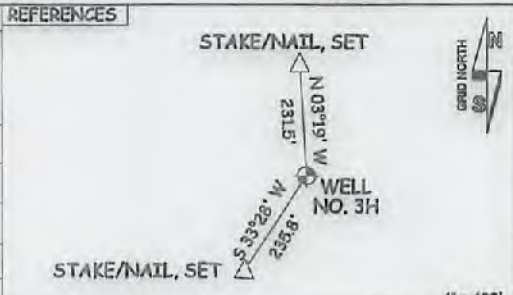 REFERENCES
STAKE/NAIL, SET
GRID NORTH
N
S
N 03°19' W
231.5'
WELL
NO. 3H
S 33°28' W
235.8'
STAKE/NAIL, SET